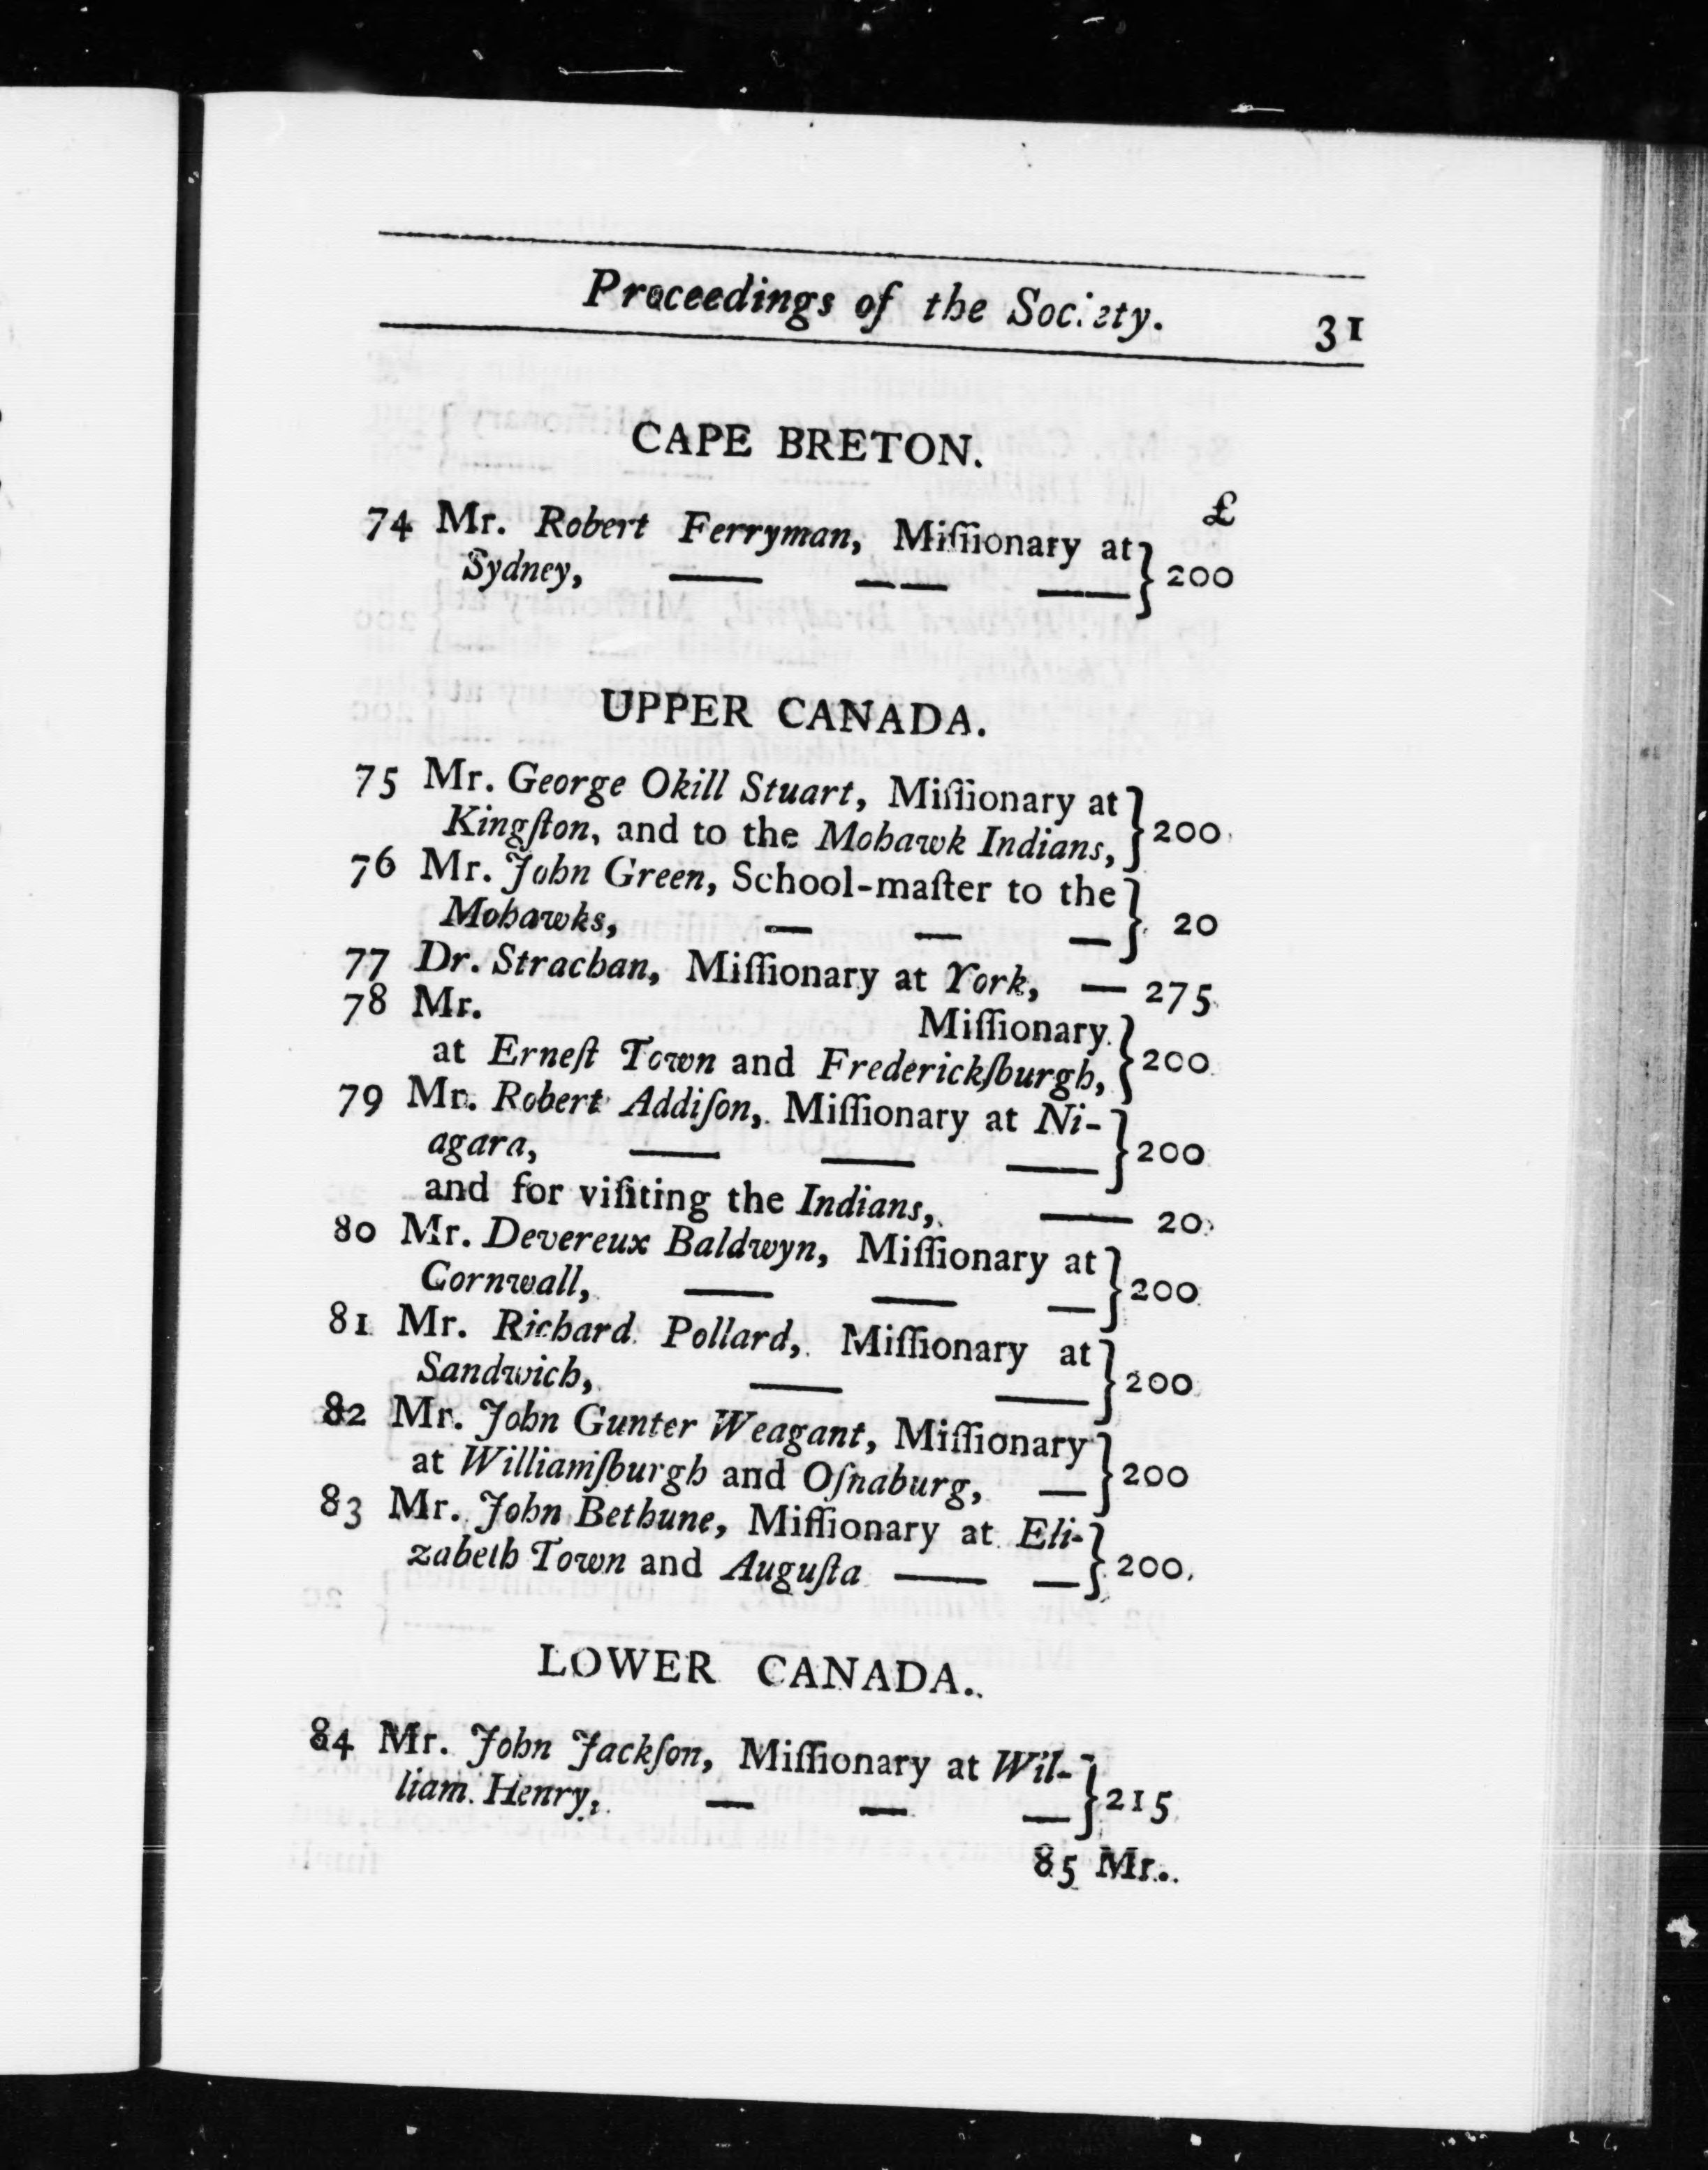 Proceedings of the Society. 31
CAPE BRETON.
£
74 Mr. Robert Ferryman, Miſſionary at
Sydney, — — — } 200
UPPER CANADA.
75 Mr. George Okill Stuart, Miſſionary at
Kingſton, and to the Mohawk Indians, } 200
76 Mr. John Green, School-maſter to the
Mohawks, — — — } 20
77 Dr. Strachan, Miſſionary at York, — 275
78 Mr. Miſſionary
at Erneſt Town and Frederickſburgh, } 200
79 Mr. Robert Addiſon, Miſſionary at Ni-
agara, — — — } 200
and for viſiting the Indians, — 20
80 Mr. Devereux Baldwyn, Miſſionary at
Cornwall, — — — } 200
81 Mr. Richard Pollard, Miſſionary at
Sandwich, — — } 200
82 Mr. John Gunter Weagant, Miſſionary
at Williamſburgh and Oſnaburg, — } 200
83 Mr. John Bethune, Miſſionary at Eli-
zabeth Town and Auguſta — — } 200
LOWER CANADA.
84 Mr. John Jackſon, Miſſionary at Wil-
liam Henry, — — — } 215
85 Mr.